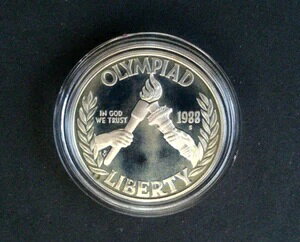 OLYMPIAD
IN GOD
WE TRUST
1988
S
LIBERTY